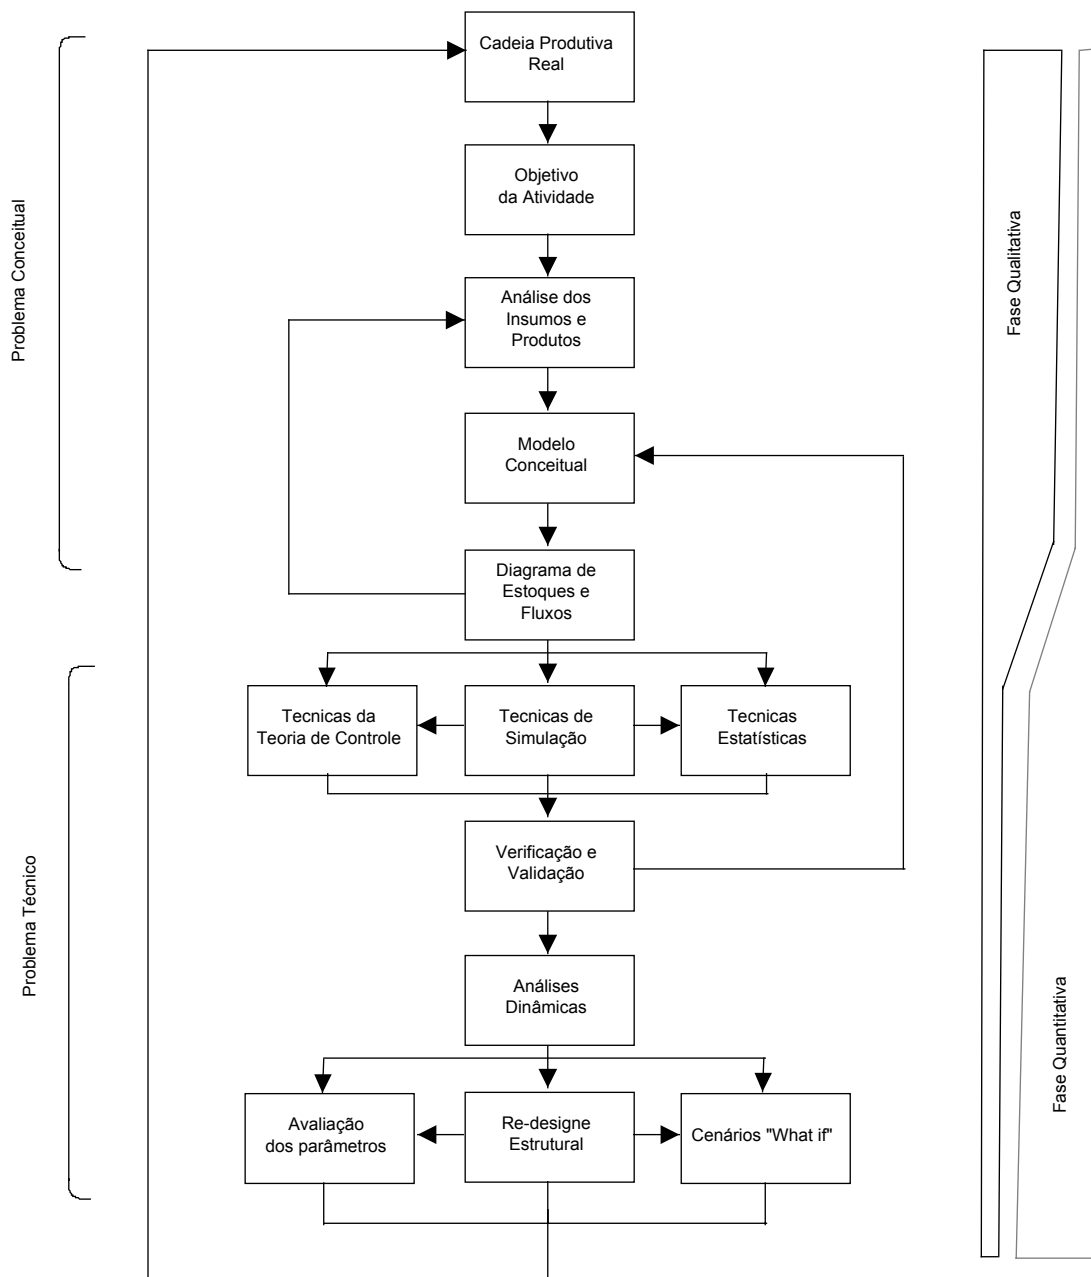 Cadeia Produtiva
Real
Objetivo
da Atividade
Problema Conceitual
Fase Qualitativa
Análise dos
Insumos e
Produtos
Modelo
Conceitual
Diagrama de
Estoques e
Fluxos
Tecnicas da
Teoria de Controle
Tecnicas de
Simulação
Tecnicas
Estatísticas
Verificação e
Validação
Problema Técnico
Análises
Dinâmicas
Fase Quantitativa
Avaliação
dos parâmetros
Re-designe
Estrutural
Cenários "What if"